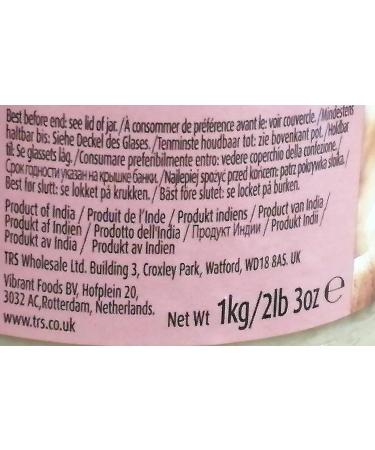 Best before end: see lid of jar. /À consommer de préférence avant le: voir couvercle. /Mindestens
haltbar bis: Siehe Deckel des Glases. /Tenminste houdbaar tot: zie bovenkant pot. /Holdbar
til: Se glassets låg. /Consumare preferibilmente entro: vedere coperchio della confezione. /
Срок годности указан на крышке банки. /Najlepiej spożyć przed końcem: patz pokrywka słoika. /
Best for slutt: se lokket på krukken. / Bäst före slutet: se locket på burken.
Product of India / Produit de l'Inde / Produkt indiens / Product van India /
Produkt af Indien / Prodotto dell'India / Продукт Индии / Produkt Indii /
Produkt av India / Produkt av Indien
TRS Wholesale Ltd. Building 3, Croxley Park, Watford, WD18 8AS. UK
Vibrant Foods BV, Hofplein 20,
3032 AC, Rotterdam, Netherlands.
www.trs.co.uk
Net Wt 1kg/2lb 3oz ℮